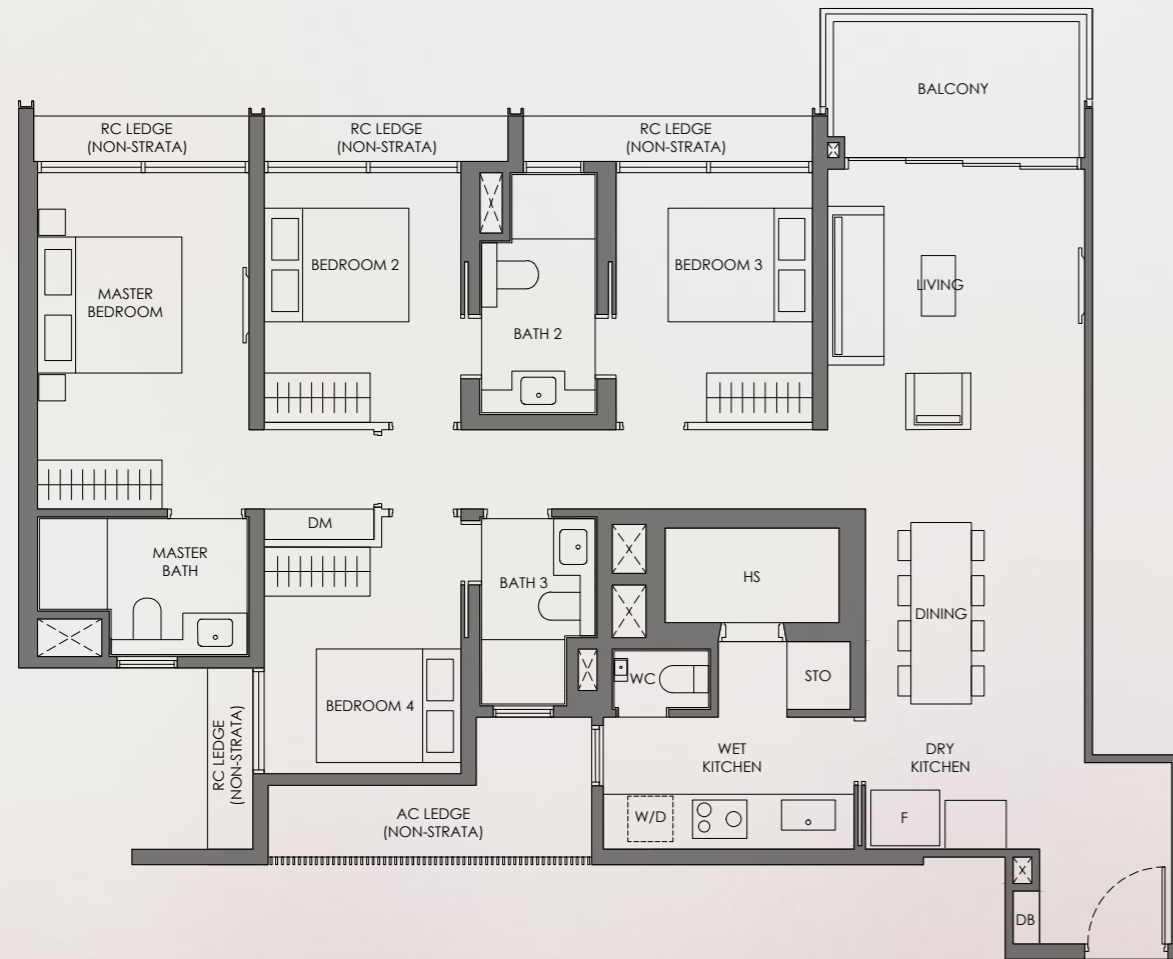 BALCONY
RC LEDGE
(NON-STRATA)
RC LEDGE
(NON-STRATA)
RC LEDGE
(NON-STRATA)
MASTER
BEDROOM
BEDROOM 2
BATH 2
BEDROOM 3
LIVING
DM
MASTER
BATH
BATH 3
X
X
X
X
HS
DINING
WC
STO
BEDROOM 4
RC LEDGE
(NON-STRATA)
WET
KITCHEN
DRY
KITCHEN
AC LEDGE
(NON-STRATA)
W/D
F
X
DB